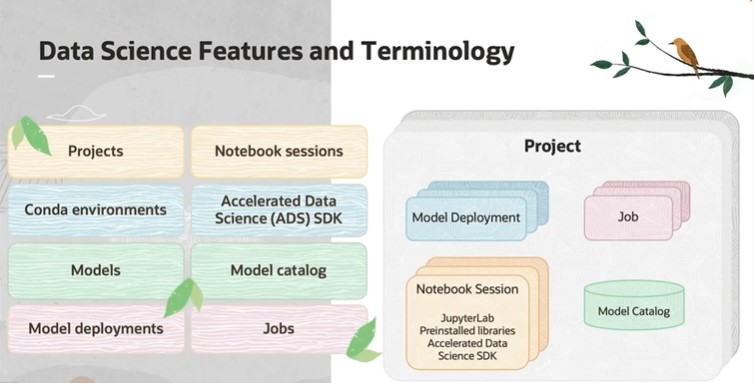 Data Science Features and Terminology
Projects
Notebook sessions
Conda environments
Accelerated Data
Science (ADS) SDK
Models
Model catalog
Model deployments
Jobs
Project
Model Deployment
Job
Notebook Session
JupyterLab
Preinstalled libraries
Accelerated Data
Science SDK
Model Catalog